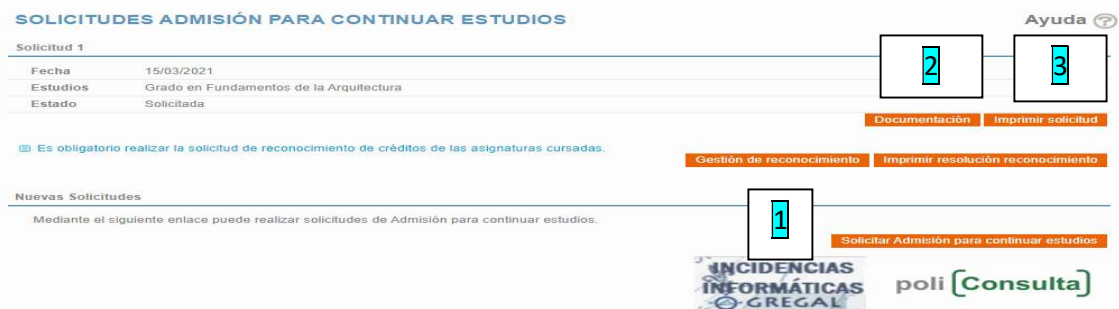 SOLICITUDES ADMISIÓN PARA CONTINUAR ESTUDIOS
Ayuda ?
Solicitud 1
Fecha 15/03/2021
Estudios Grado en Fundamentos de la Arquitectura
Estado Solicitada
2
3
Documentación
Imprimir solicitud
Es obligatorio realizar la solicitud de reconocimiento de créditos de las asignaturas cursadas.
Gestión de reconocimiento
Imprimir resolución reconocimiento
Nuevas Solicitudes
Mediante el siguiente enlace puede realizar solicitudes de Admisión para continuar estudios.
1
Solicitar Admisión para continuar estudios
INCIDENCIAS
INFORMÁTICAS
GREGAL
poli [Consulta]